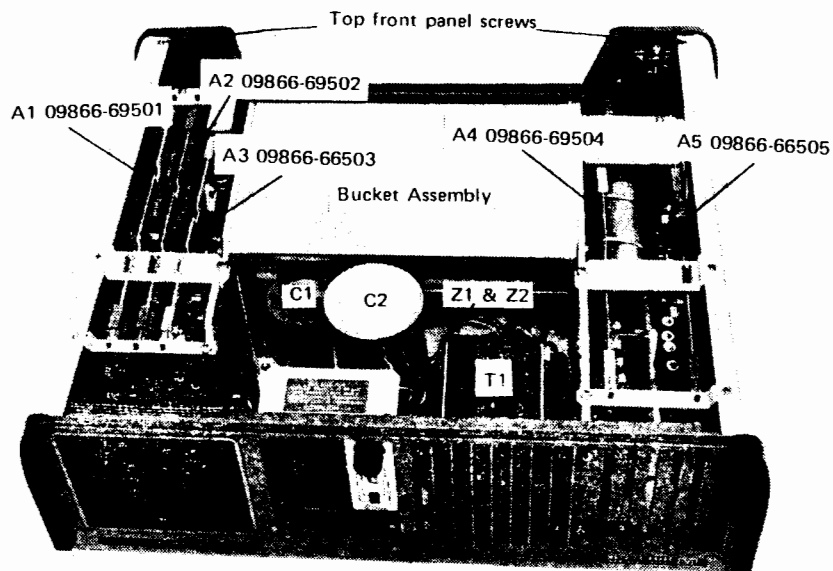 Top front panel screws
A2 09866-69502
A1 09866-69501
A4 09866-69504
A5 09866-66505
A3 09866-66503
Bucket Assembly
C1
C2
Z1 & Z2
T1